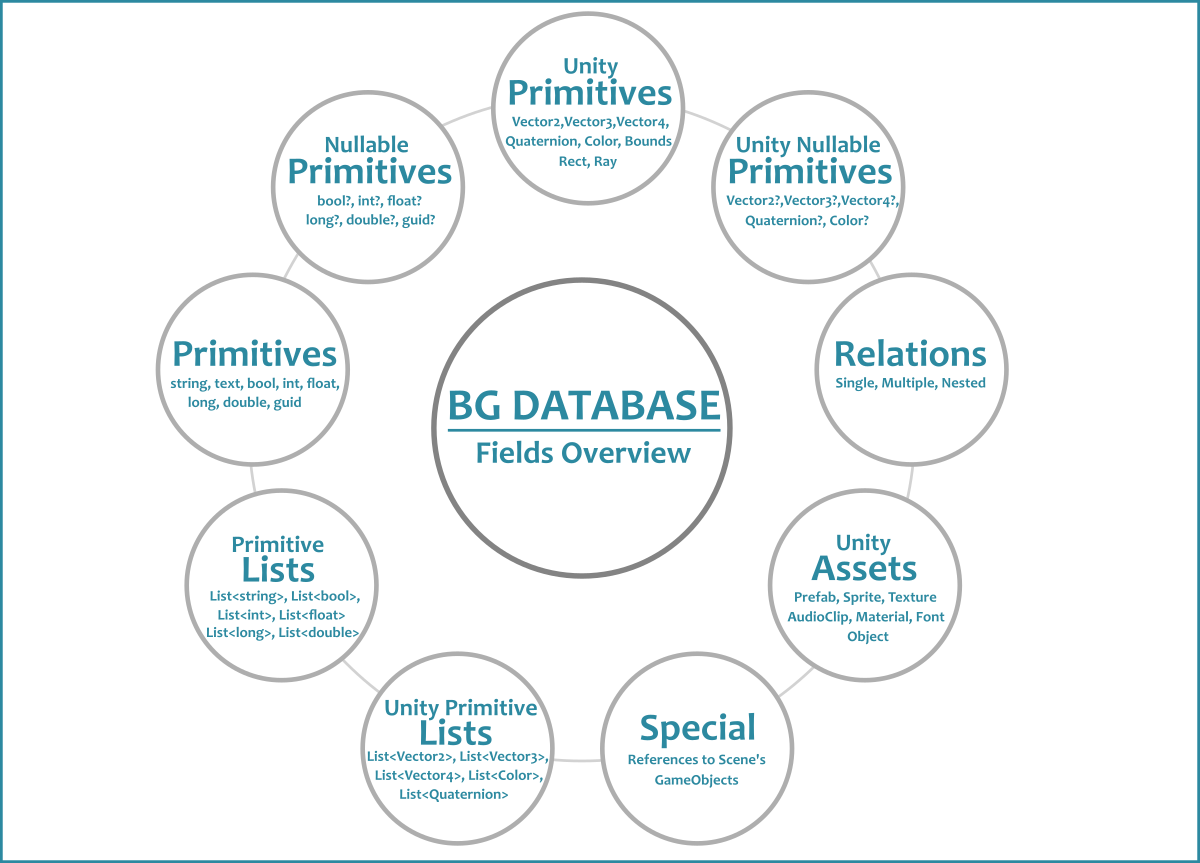 Unity
Primitives
Vector2,Vector3,Vector4,
Quaternion, Color, Bounds
Rect, Ray
Nullable
Primitives
bool?, int?, float?
long?, double?, guid?
Unity Nullable
Primitives
Vector2?,Vector3?,Vector4?,
Quaternion?, Color?
Primitives
string, text, bool, int, float,
long, double, guid
Relations
Single, Multiple, Nested
BG DATABASE
Fields Overview
Primitive
Lists
List<string>, List<bool>,
List<int>, List<float>
List<long>, List<double>
Unity
Assets
Prefab, Sprite, Texture
AudioClip, Material, Font
Object
Unity Primitive
Lists
List<Vector2>, List<Vector3>,
List<Vector4>, List<Color>,
List<Quaternion>
Special
References to Scene's
GameObjects